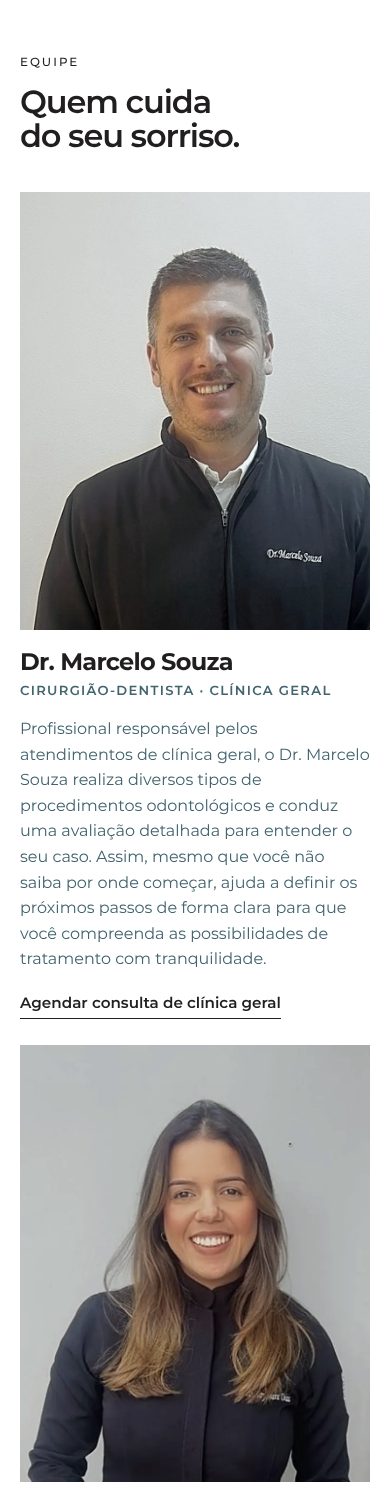 EQUIPE
Quem cuida
do seu sorriso.
Dr. Marcelo Souza
Dr. Marcelo Souza
CIRURGIÃO-DENTISTA · CLÍNICA GERAL
Profissional responsável pelos
atendimentos de clínica geral, o Dr. Marcelo
Souza realiza diversos tipos de
procedimentos odontológicos e conduz
uma avaliação detalhada para entender o
seu caso. Assim, mesmo que você não
saiba por onde começar, ajuda a definir os
próximos passos de forma clara para que
você compreenda as possibilidades de
tratamento com tranquilidade.
Agendar consulta de clínica geral